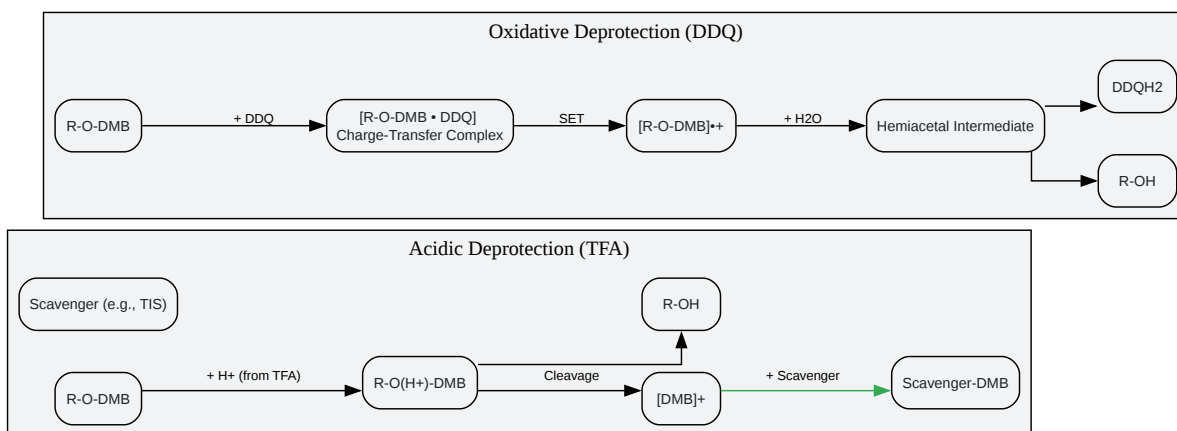 Oxidative Deprotection (DDQ)
R-O-DMB
+ DDQ
[R-O-DMB • DDQ]
Charge-Transfer Complex
SET
[R-O-DMB]•+
+ H2O
Hemiacetal Intermediate
DDQH2
R-OH
Acidic Deprotection (TFA)
Scavenger (e.g., TIS)
R-O-DMB
+ H+ (from TFA)
R-O(H+)-DMB
Cleavage
R-OH
[DMB]+
+ Scavenger
Scavenger-DMB